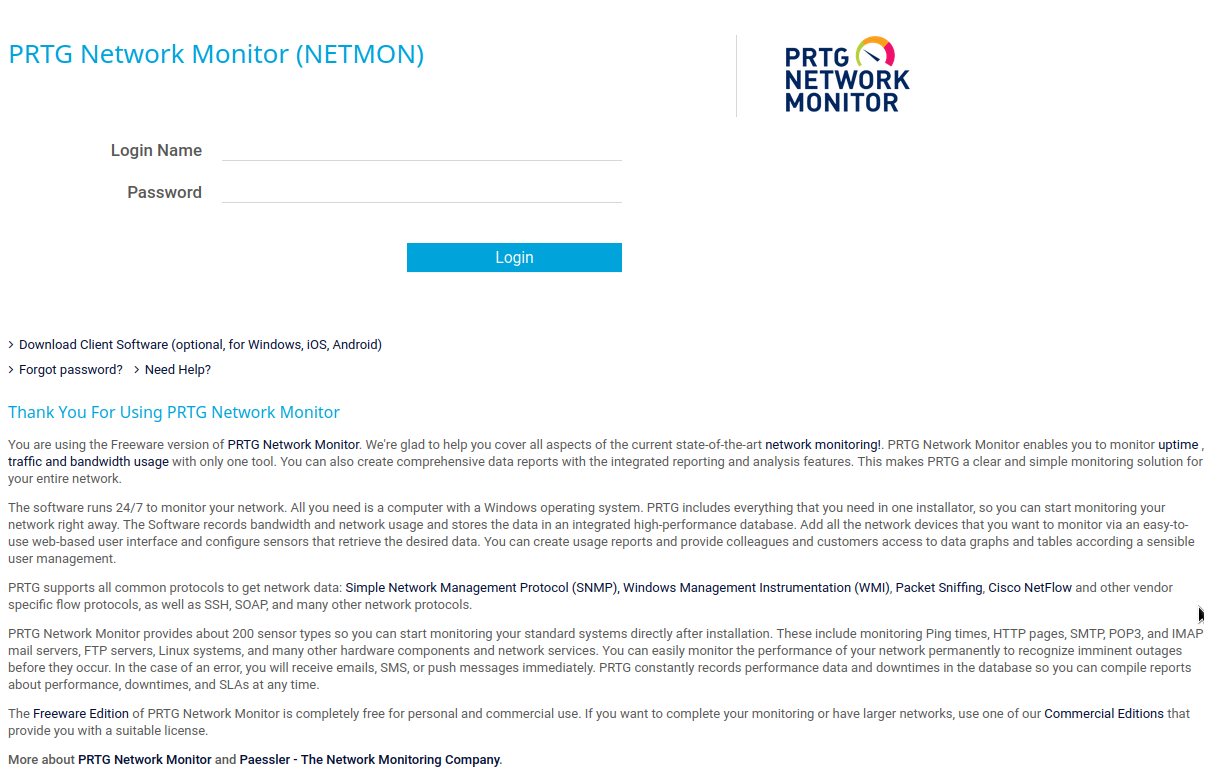 PRTG Network Monitor (NETMON)
PRTG
NETWORK
MONITOR
Login Name
Password
Login
Download Client Software (optional, for Windows, iOS, Android)
Forgot password? Need Help?
Thank You For Using PRTG Network Monitor
You are using the Freeware version of PRTG Network Monitor. We're glad to help you cover all aspects of the current state-of-the-art network monitoring!. PRTG Network Monitor enables you to monitor uptime ,
traffic and bandwidth usage with only one tool. You can also create comprehensive data reports with the integrated reporting and analysis features. This makes PRTG a clear and simple monitoring solution for
your entire network.
The software runs 24/7 to monitor your network. All you need is a computer with a Windows operating system. PRTG includes everything that you need in one installator, so you can start monitoring your
network right away. The Software records bandwidth and network usage and stores the data in an integrated high-performance database. Add all the network devices that you want to monitor via an easy-to-
use web-based user interface and configure sensors that retrieve the desired data. You can create usage reports and provide colleagues and customers access to data graphs and tables according a sensible
user management.
PRTG supports all common protocols to get network data: Simple Network Management Protocol (SNMP), Windows Management Instrumentation (WMI), Packet Sniffing, Cisco NetFlow and other vendor
specific flow protocols, as well as SSH, SOAP, and many other network protocols.
PRTG Network Monitor provides about 200 sensor types so you can start monitoring your standard systems directly after installation. These include monitoring Ping times, HTTP pages, SMTP, POP3, and IMAP
mail servers, FTP servers, Linux systems, and many other hardware components and network services. You can easily monitor the performance of your network permanently to recognize imminent outages
before they occur. In the case of an error, you will receive emails, SMS, or push messages immediately. PRTG constantly records performance data and downtimes in the database so you can compile reports
about performance, downtimes, and SLAs at any time.
The Freeware Edition of PRTG Network Monitor is completely free for personal and commercial use. If you want to complete your monitoring or have larger networks, use one of our Commercial Editions that
provide you with a suitable license.
More about PRTG Network Monitor and Paessler - The Network Monitoring Company.